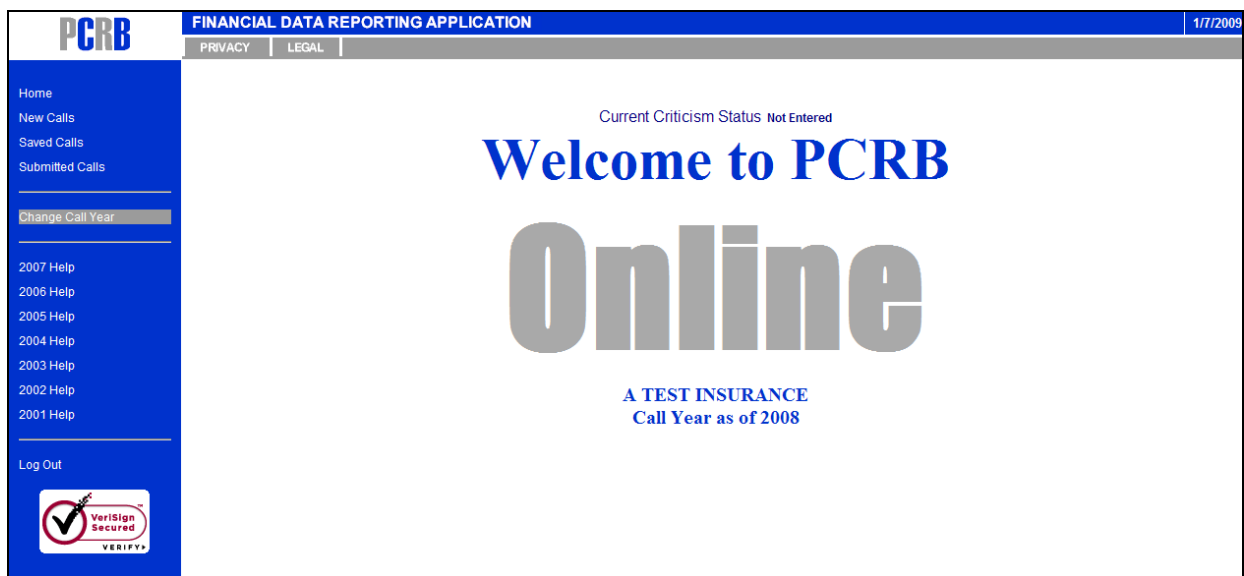 PCRB
FINANCIAL DATA REPORTING APPLICATION
1/7/2009
PRIVACY LEGAL
Home
New Calls
Saved Calls
Submitted Calls
Change Call Year
2007 Help
2006 Help
2005 Help
2004 Help
2003 Help
2002 Help
2001 Help
Log Out
VeriSign
Secured
VERIFY
Current Criticism Status Not Entered
Welcome to PCRB
Online
A TEST INSURANCE
Call Year as of 2008